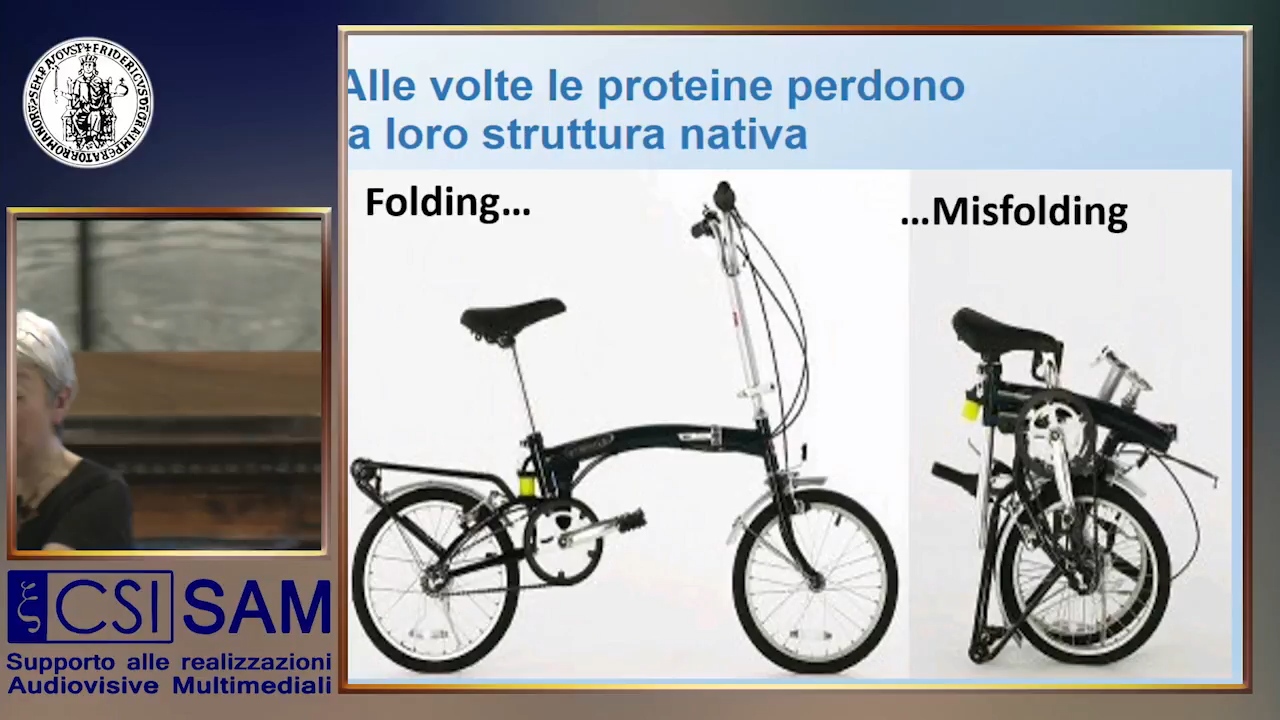 Alle volte le proteine perdono
a loro struttura nativa
Folding...
...Misfolding
CSI SAM
Supporto alle realizzazioni
Audiovisive Multimediali